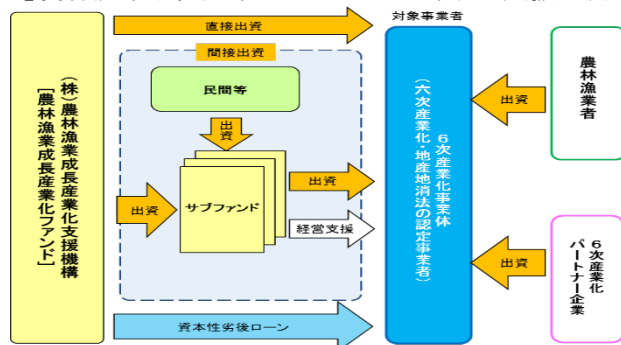 直接出資
対象事業者
間接出資
民間等
出資
(株)農林漁業成長産業化支援機構
[農林漁業成長産業化ファンド]
出資
サブファンド
出資
経営支援
6次産業化事業体
(六次産業化・地産地消法の認定事業者)
出資
農林漁業者
出資
6次産業化
パートナー企業
資本性劣後ローン